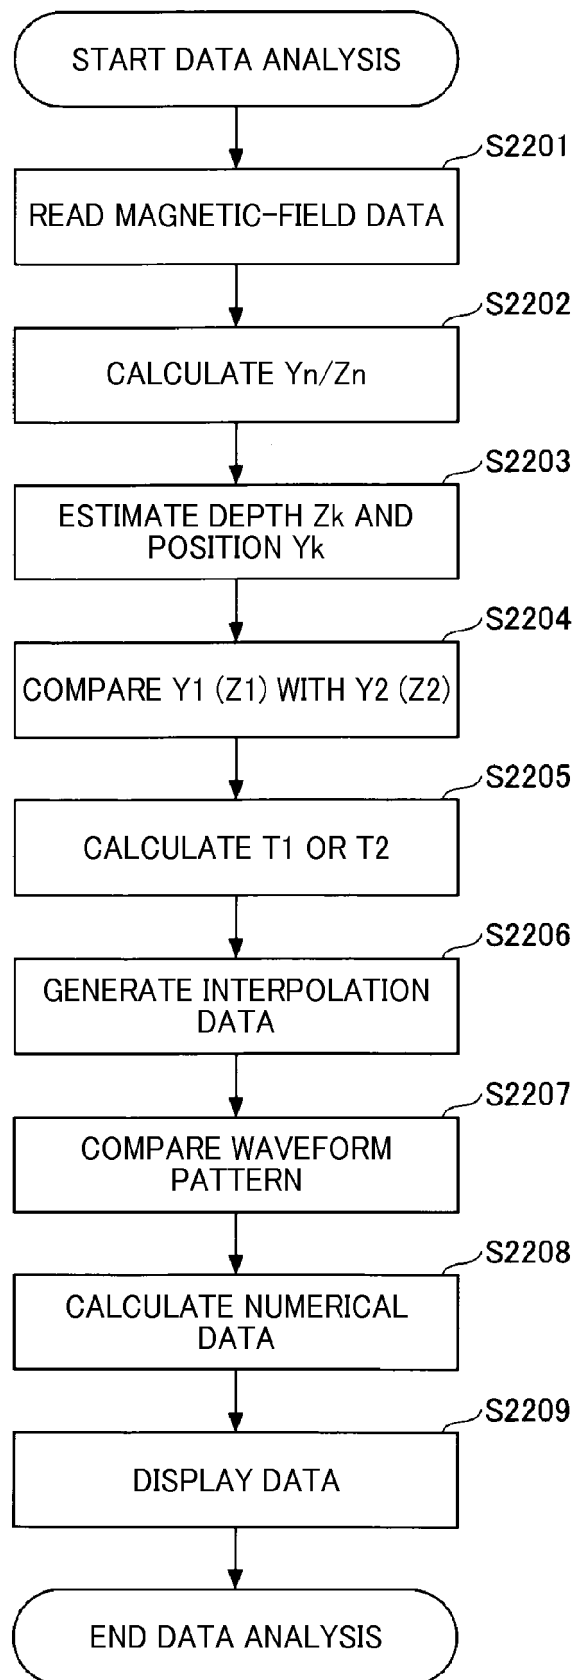 START DATA ANALYSIS
S2201
READ MAGNETIC-FIELD DATA
S2202
CALCULATE Yn/Zn
S2203
ESTIMATE DEPTH Zk AND
POSITION Yk
S2204
COMPARE Y1 (Z1) WITH Y2 (Z2)
S2205
CALCULATE T1 OR T2
S2206
GENERATE INTERPOLATION
DATA
S2207
COMPARE WAVEFORM
PATTERN
S2208
CALCULATE NUMERICAL
DATA
S2209
DISPLAY DATA
END DATA ANALYSIS